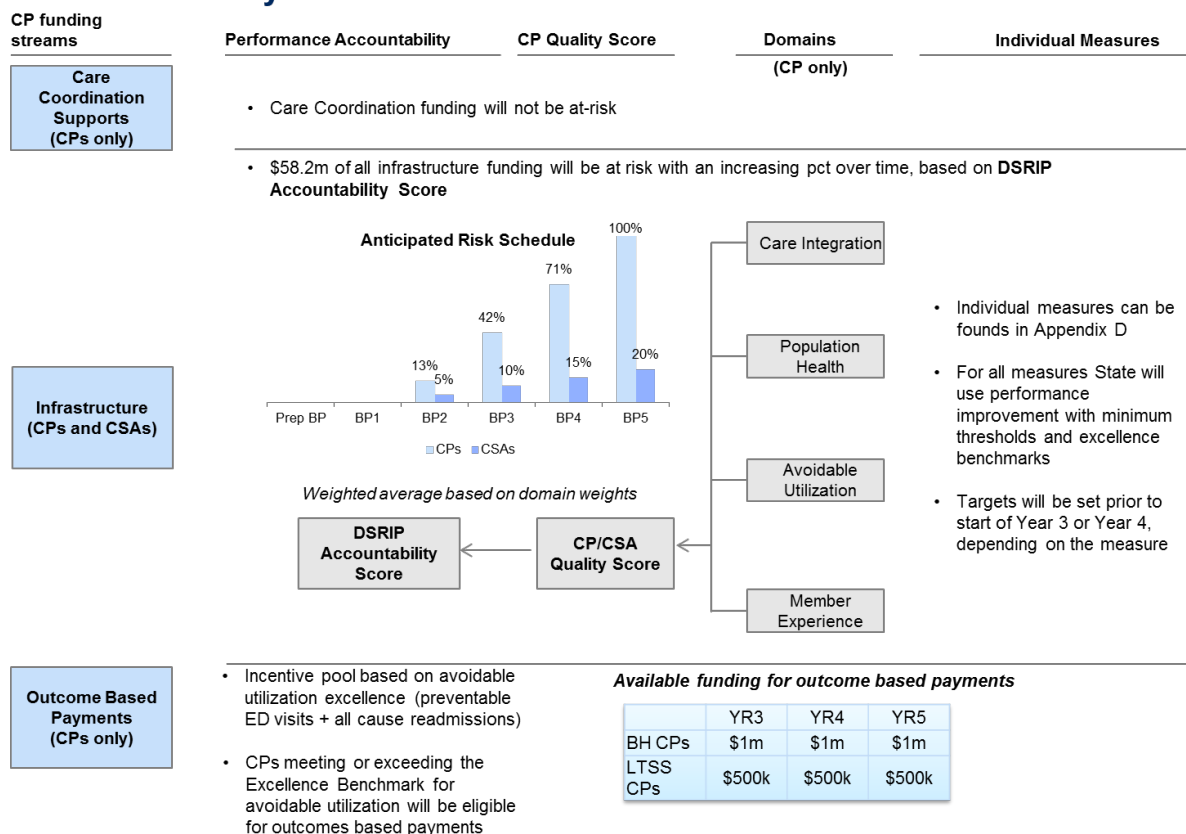 CP funding
streams
Performance Accountability
CP Quality Score
Domains
(CP only)
Individual Measures
Care
Coordination
Supports
(CPs only)
• Care Coordination funding will not be at-risk
• $58.2m of all infrastructure funding will be at risk with an increasing pct over time, based on DSRIP
Accountability Score
Infrastructure
(CPs and CSAs)
Anticipated Risk Schedule
13%
5%
42%
10%
71%
15%
100%
20%
Prep BP
BP1
BP2
BP3
BP4
BP5
CPs
CSAs
Weighted average based on domain weights
DSRIP
Accountability
Score
CP/CSA
Quality Score
Care Integration
Population
Health
Avoidable
Utilization
Member
Experience
• Individual measures can be
founds in Appendix D
• For all measures State will
use performance
improvement with minimum
thresholds and excellence
benchmarks
• Targets will be set prior to
start of Year 3 or Year 4,
depending on the measure
Outcome Based
Payments
(CPs only)
• Incentive pool based on avoidable
utilization excellence (preventable
ED visits + all cause readmissions)
• CPs meeting or exceeding the
Excellence Benchmark for
avoidable utilization will be eligible
for outcomes based payments
Available funding for outcome based payments
YR3 YR4 YR5
BH CPs $1m $1m $1m
LTSS
CPs $500k $500k $500k